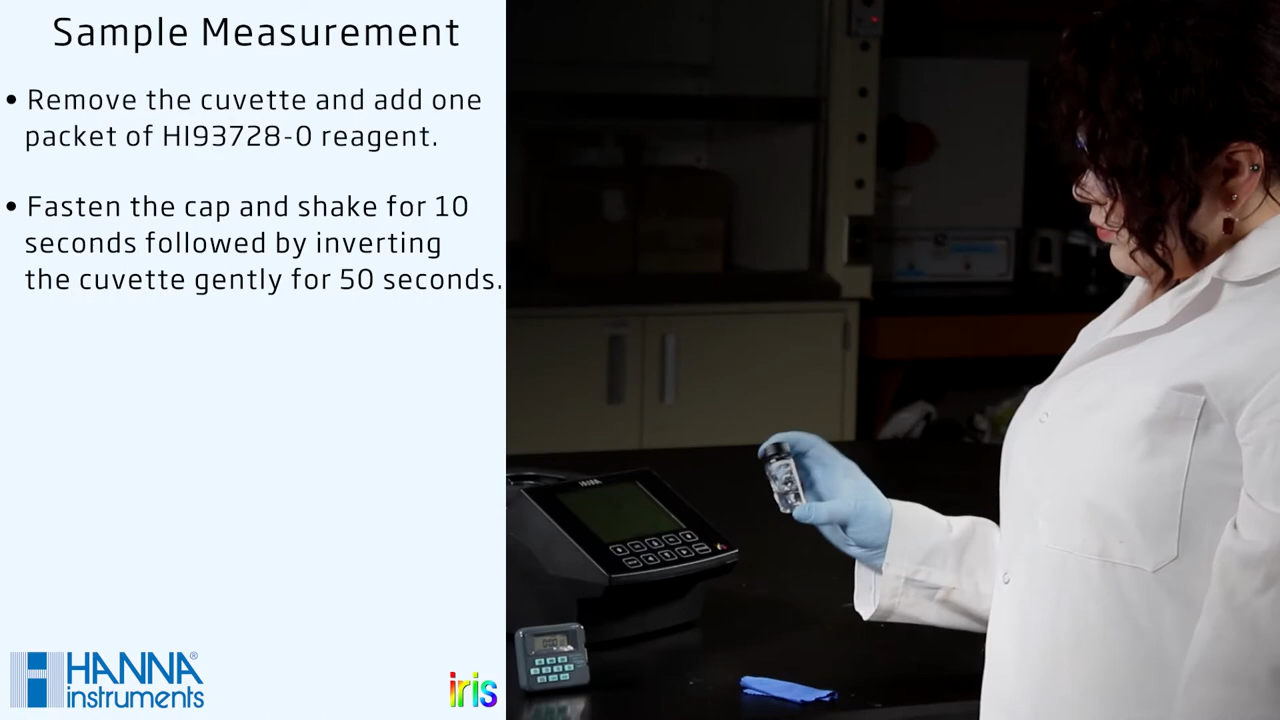 Sample Measurement
• Remove the cuvette and add one
packet of HI93728-0 reagent.
• Fasten the cap and shake for 10
seconds followed by inverting
the cuvette gently for 50 seconds.
HANNA®
instruments
iris